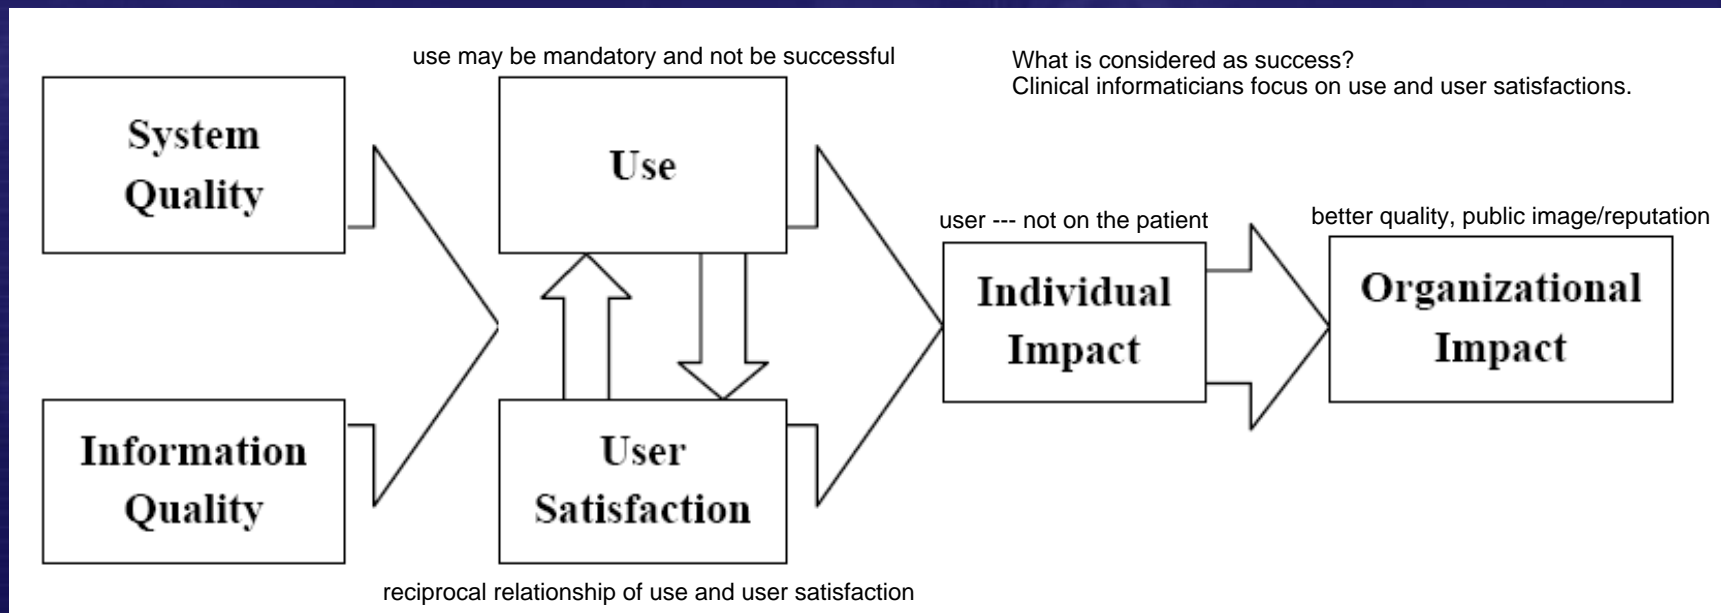 use may be mandatory and not be successful
What is considered as success?
Clinical informaticians focus on use and user satisfactions.
System
Quality
Use
user --- not on the patient
better quality, public image/reputation
Individual
Impact
Organizational
Impact
Information
Quality
User
Satisfaction
reciprocal relationship of use and user satisfaction